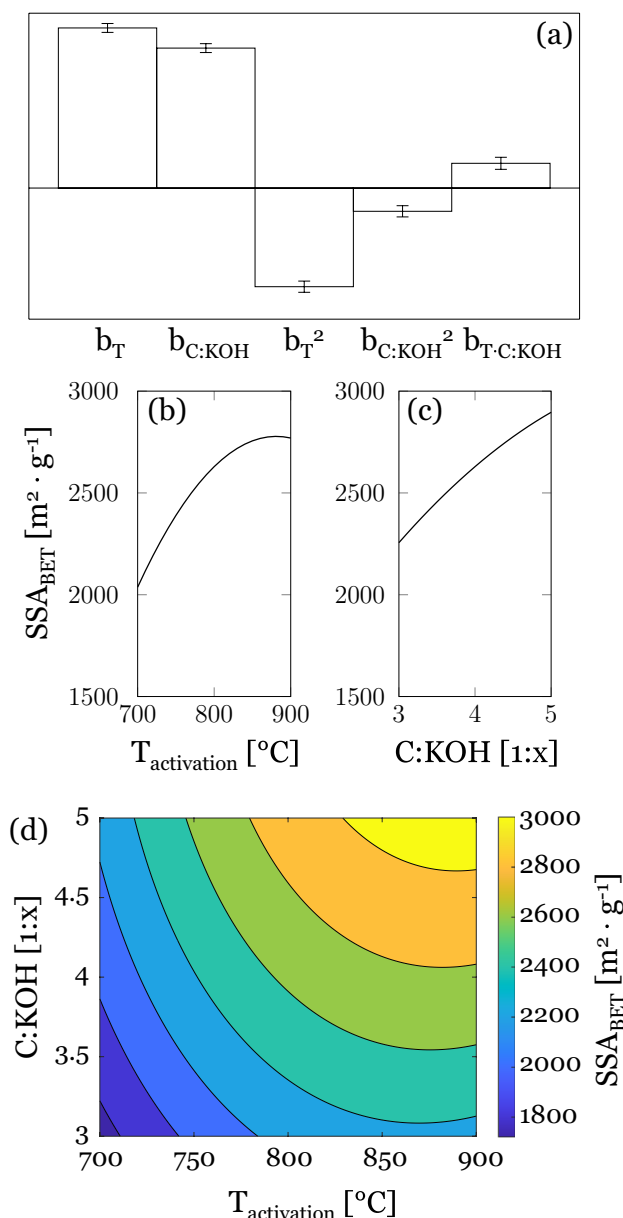 (a)
b_T b_C:KOH b_T² b_C:KOH² b_T·C:KOH
(b) (c)
3000 3000
2500 2500
2000 2000
1500 1500
700 800 900 3 4 5
SSA_BET [m² · g⁻¹]
T_activation [°C] C:KOH [1:x]
(d)
5 4.5 4 3.5 3
C:KOH [1:x]
700 750 800 850 900
T_activation [°C]
3000
2800
2600
2400
2200
2000
1800
SSA_BET [m² · g⁻¹]